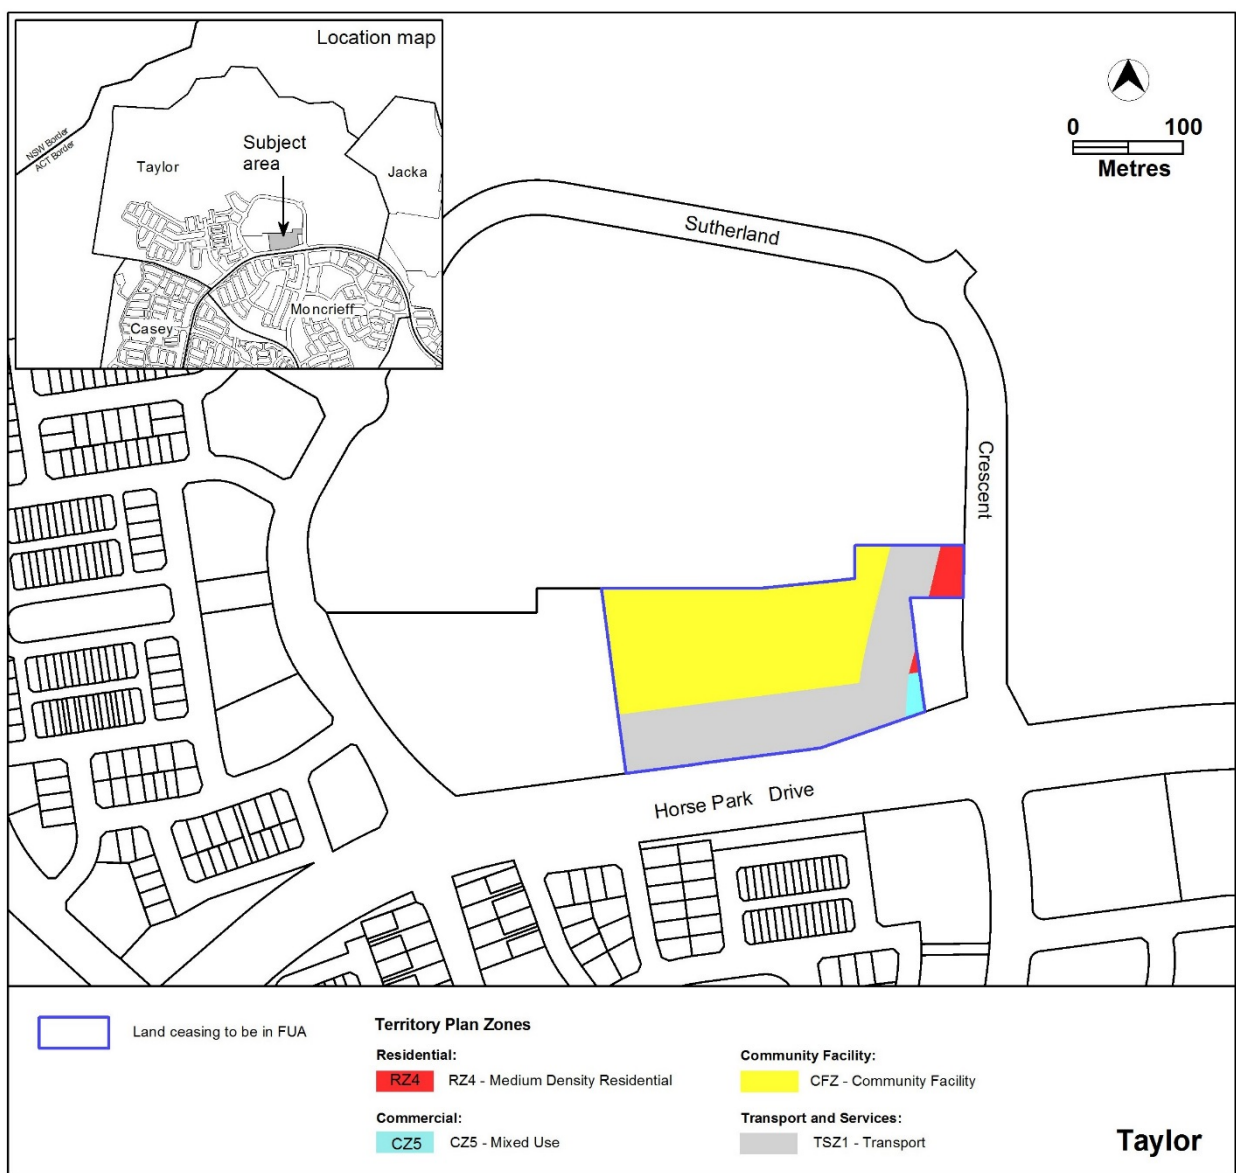 Location map
NSW Border
ACT Border
Taylor
Subject
area
Jacka
Moncrieff
Casey
0 100
Metres
Sutherland
Crescent
Horse Park Drive
Land ceasing to be in FUA
Territory Plan Zones
Residential:
RZ4 RZ4 - Medium Density Residential
Commercial:
CZ5 CZ5 - Mixed Use
Community Facility:
CFZ - Community Facility
Transport and Services:
TSZ1 - Transport
Taylor